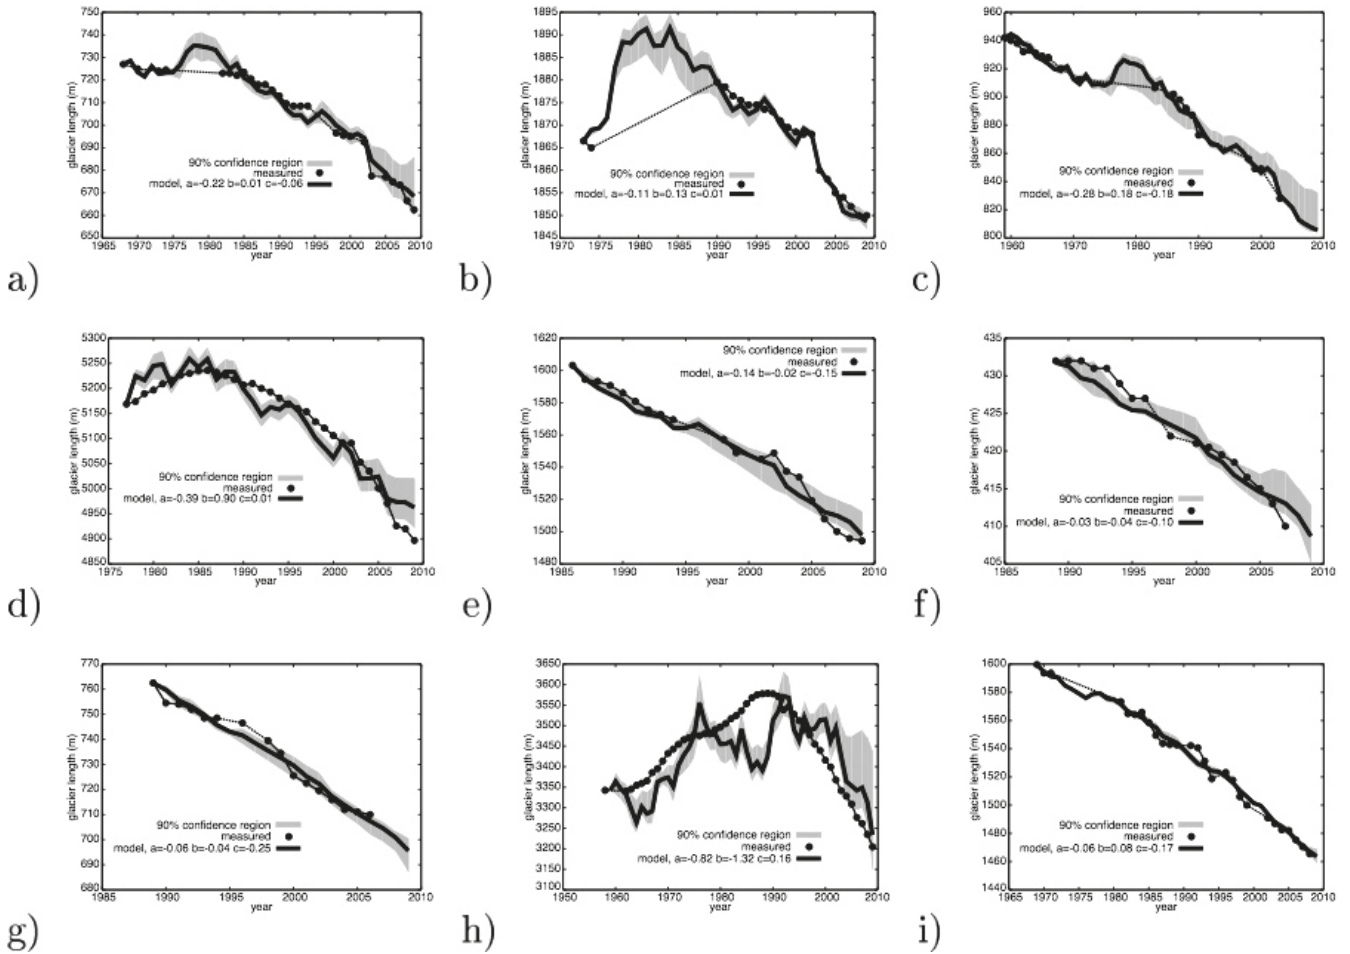 750
740
730
720
710
700
690
680
670
660
650
glacier length (m)
90% confidence region
measured
model, a=-0.22 b=0.01 c=-0.06
1965 1970 1975 1980 1985 1990 1995 2000 2005 2010
year
a)
1895
1890
1885
1880
1875
1870
1865
1860
1855
1850
1845
glacier length (m)
90% confidence region
measured
model, a=-0.11 b=0.13 c=0.01
1970 1975 1980 1985 1990 1995 2000 2005 2010
year
b)
960
940
920
900
880
860
840
820
800
glacier length (m)
90% confidence region
measured
model, a=-0.28 b=0.18 c=-0.18
1960 1970 1980 1990 2000 2010
year
c)
5300
5250
5200
5150
5100
5050
5000
4950
4900
4850
glacier length (m)
90% confidence region
measured
model, a=-0.39 b=0.90 c=0.01
1975 1980 1985 1990 1995 2000 2005 2010
year
d)
1620
1600
1580
1560
1540
1520
1500
1480
glacier length (m)
90% confidence region
measured
model, a=-0.14 b=-0.02 c=-0.15
1985 1990 1995 2000 2005 2010
year
e)
435
430
425
420
415
410
405
glacier length (m)
90% confidence region
measured
model, a=-0.03 b=-0.04 c=-0.10
1985 1990 1995 2000 2005 2010
year
f)
770
760
750
740
730
720
710
700
690
680
glacier length (m)
90% confidence region
measured
model, a=-0.06 b=-0.04 c=-0.25
1985 1990 1995 2000 2005 2010
year
g)
3650
3600
3550
3500
3450
3400
3350
3300
3250
3200
3150
3100
glacier length (m)
90% confidence region
measured
model, a=-0.82 b=-1.32 c=0.16
1950 1960 1970 1980 1990 2000 2010
year
h)
1600
1580
1560
1540
1520
1500
1480
1460
1440
glacier length (m)
90% confidence region
measured
model, a=-0.06 b=0.08 c=-0.17
1965 1970 1975 1980 1985 1990 1995 2000 2005 2010
year
i)